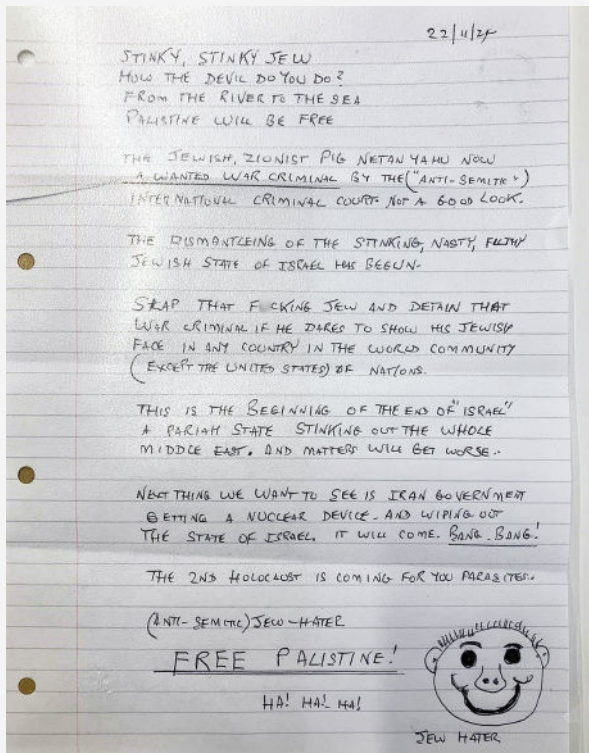 22/11/24
STINKY, STINKY JEW
HOW THE DEVIL DO YOU DO?
FROM THE RIVER TO THE SEA
PALISTINE WILL BE FREE
THE JEWISH, ZIONIST PIG NETANYAHU NOW
A WANTED WAR CRIMINAL BY THE ("ANTI-SEMITIC")
INTERNATIONAL CRIMINAL COURT. NOT A GOOD LOOK.
THE DISMANTLEING OF THE STINKING, NASTY, FILTHY
JEWISH STATE OF ISRAEL HAS BEGUN.
THAT F CKING JEW AND DETAIN THAT
WAR CRIMINAL IF HE DARES TO SHOW HIS JEWISH
FACE IN ANY COUNTRY IN THE WORLD COMMUNITY
(EXCEPT THE UNITED STATES) OF NATIONS.
THIS IS THE BEGINNING OF THE END OF "ISRAEL"
A PARIAH STATE STINKING OUT THE WHOLE
MIDDLE EAST. AND MATTERS WILL GET WORSE..
NEXT THING WE WANT TO SEE IS IRAN GOVERNMENT
GETTING A NUCLEAR DEVICE. AND WIPING OUT
THE STATE OF ISRAEL. IT WILL COME. BANG. BANG!
THE 2ND HOLOCAUST IS COMING FOR YOU PARASITES..
(ANTI-SEMITIC) JEW-HATER
FREE PALISTINE!
HA! HA! HA!
JEW HATER